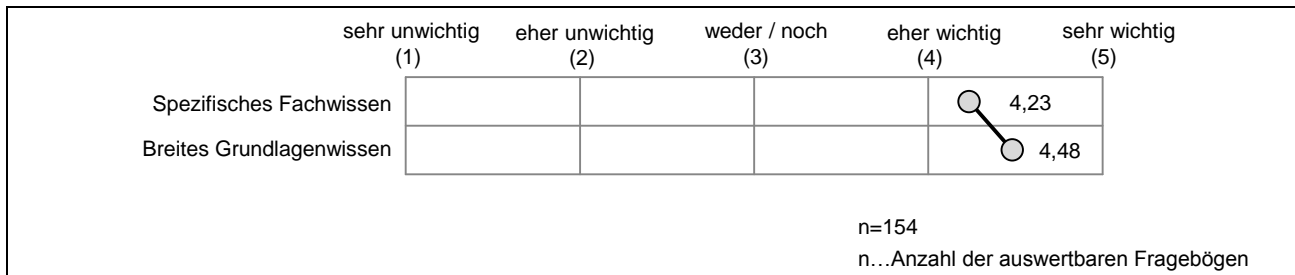 sehr unwichtig eher unwichtig weder / noch eher wichtig sehr wichtig
(1) (2) (3) (4) (5)
Spezifisches Fachwissen 4,23
Breites Grundlagenwissen 4,48
n=154
n…Anzahl der auswertbaren Fragebögen